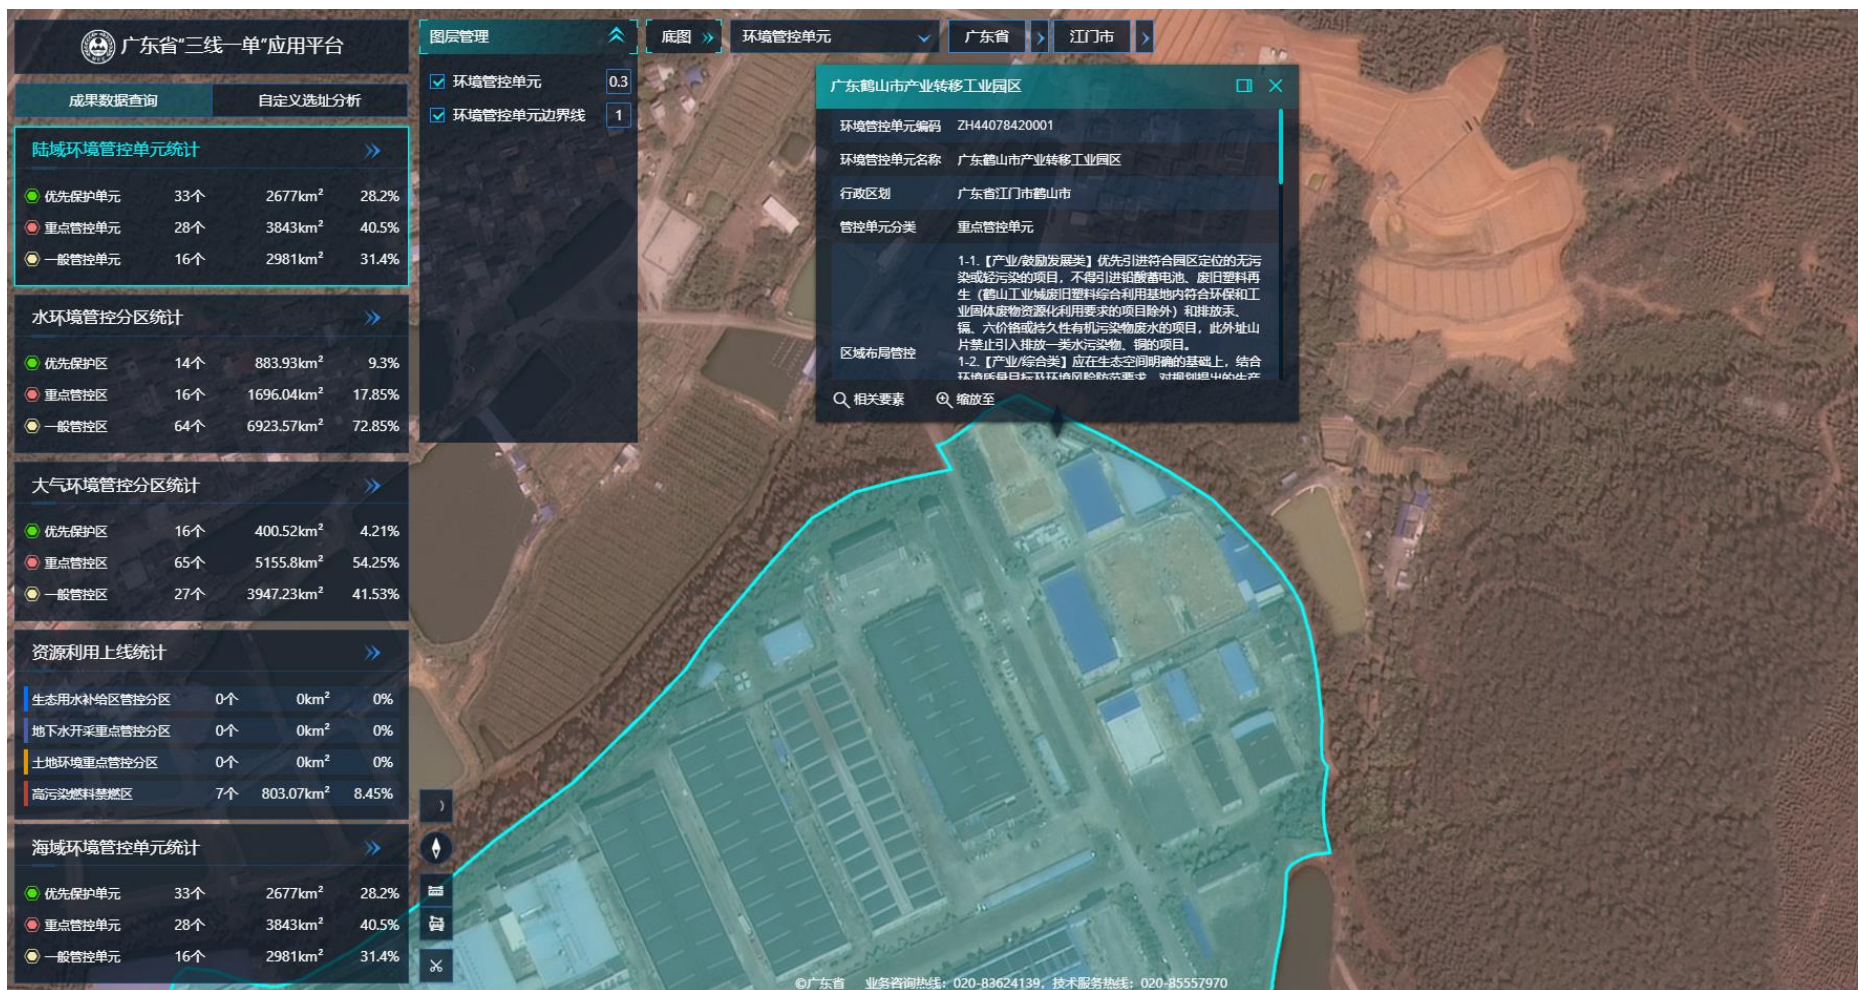 广东省“三线一单”应用平台
成果数据查询 自定义选址分析
陆域环境管控单元统计
优先保护单元 33个 2677km² 28.2%
重点管控单元 28个 3843km² 40.5%
一般管控单元 16个 2981km² 31.4%
水环境管控分区统计
优先保护区 14个 883.93km² 9.3%
重点管控区 16个 1696.04km² 17.85%
一般管控区 64个 6923.57km² 72.85%
大气环境管控分区统计
优先保护区 16个 400.52km² 4.21%
重点管控区 65个 5155.8km² 54.25%
一般管控区 27个 3947.23km² 41.53%
资源利用上线统计
生态用水补给区管控分区 0个 0km² 0%
地下水开采重点管控分区 0个 0km² 0%
土地环境重点管控分区 0个 0km² 0%
高污染燃料禁燃区 7个 803.07km² 8.45%
海域环境管控单元统计
优先保护单元 33个 2677km² 28.2%
重点管控单元 28个 3843km² 40.5%
一般管控单元 16个 2981km² 31.4%
图层管理
环境管控单元 0.3
环境管控单元边界线 1
底图 环境管控单元 广东省 江门市
广东鹤山市产业转移工业园区
环境管控单元编码 ZH44078420001
环境管控单元名称 广东鹤山市产业转移工业园区
行政区划 广东省江门市鹤山市
管控单元分类 重点管控单元
区域布局管控
1-1.【产业/鼓励发展类】优先引进符合园区定位的无污
染或轻污染的项目，不得引进铅酸蓄电池、废旧塑料再
生（鹤山工业城废旧塑料综合利用基地内符合环保和工
业固体废物资源化利用要求的项目除外）和排放汞、
镉、六价铬或持久性有机污染物废水的项目，此外址山
片禁止引入排放一类水污染物、铜的项目。
1-2.【产业/综合类】应在生态空间明确的基础上，结合
环境质量目标及环境风险防范要求，对规划提出的生产
相关要素 缩放至
©广东省 业务咨询热线：020-83624139，技术服务热线：020-85557970